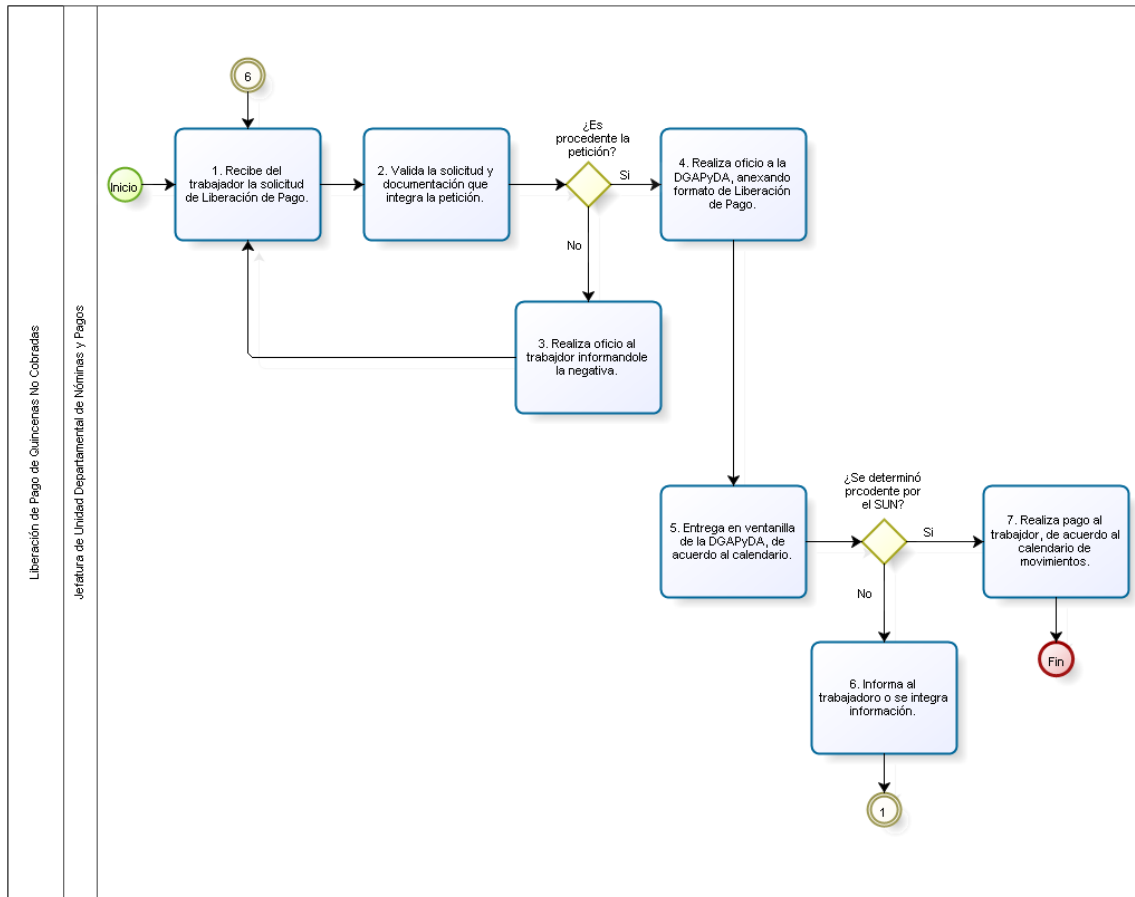 Liberación de Pago de Quincenas No Cobradas
Jefatura de Unidad Departamental de Nóminas y Pagos
6
Inicio
1. Recibe del
trabajador la solicitud
de Liberación de Pago.
2. Valida la solicitud y
documentación que
integra la petición.
¿Es
procedente la
petición?
Si
No
4. Realiza oficio a la
DGAPyDA, anexando
formato de Liberación
de Pago.
3. Realiza oficio al
trabajdor informandole
la negativa.
5. Entrega en ventanilla
de la DGAPyDA, de
acuerdo al calendario.
¿Se determinó
prcodente por
el SUN?
Si
No
7. Realiza pago al
trabajdor, de acuerdo al
calendario de
movimientos.
Fin
6. Informa al
trabajadoro o se integra
información.
1